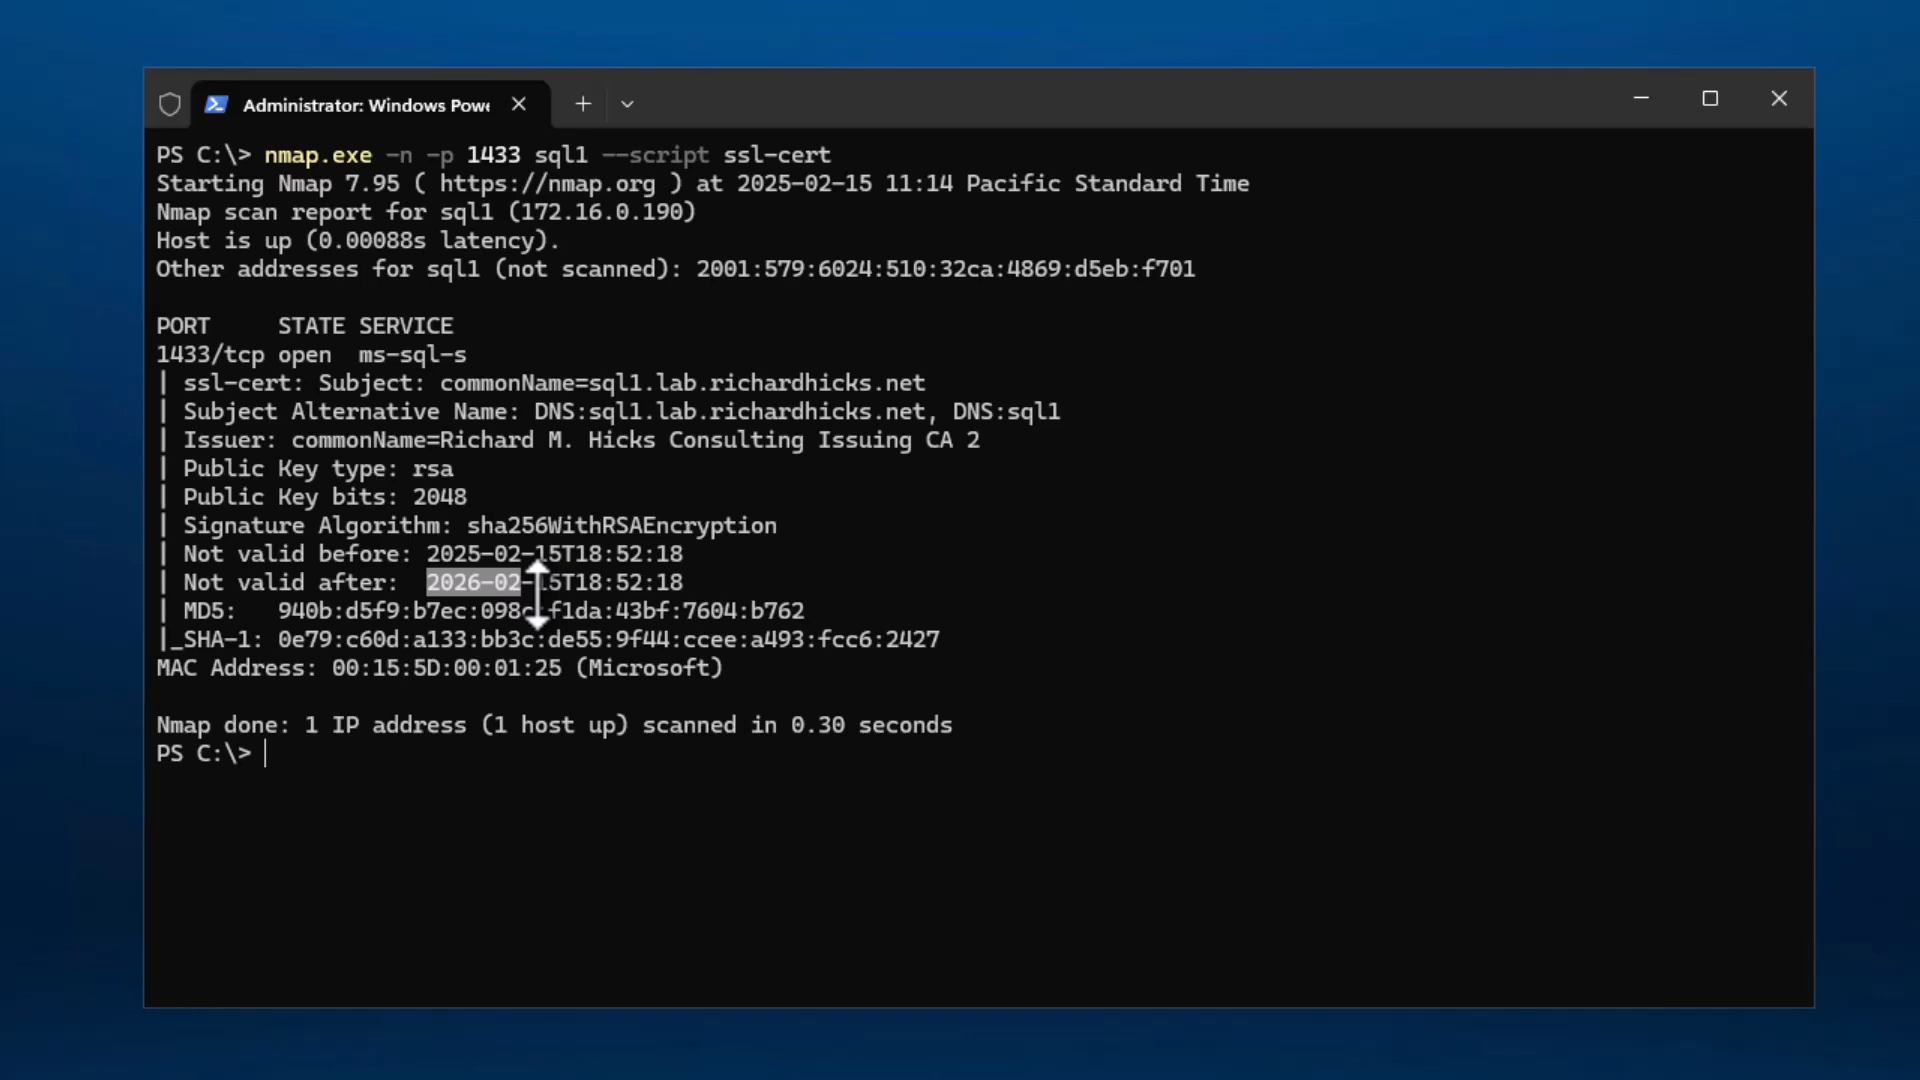 Administrator: Windows Powe
PS C:\> nmap.exe -n -p 1433 sql1 --script ssl-cert
Starting Nmap 7.95 ( https://nmap.org ) at 2025-02-15 11:14 Pacific Standard Time
Nmap scan report for sql1 (172.16.0.190)
Host is up (0.00088s latency).
Other addresses for sql1 (not scanned): 2001:579:6024:510:32ca:4869:d5eb:f701
PORT     STATE SERVICE
1433/tcp open  ms-sql-s
| ssl-cert: Subject: commonName=sql1.lab.richardhicks.net
| Subject Alternative Name: DNS:sql1.lab.richardhicks.net, DNS:sql1
| Issuer: commonName=Richard M. Hicks Consulting Issuing CA 2
| Public Key type: rsa
| Public Key bits: 2048
| Signature Algorithm: sha256WithRSAEncryption
| Not valid before: 2025-02-15T18:52:18
| Not valid after:  2026-02-15T18:52:18
| MD5:   940b:d5f9:b7ec:098c:f1da:43bf:7604:b762
|_SHA-1: 0e79:c60d:a133:bb3c:de55:9f44:ccee:a493:fcc6:2427
MAC Address: 00:15:5D:00:01:25 (Microsoft)
Nmap done: 1 IP address (1 host up) scanned in 0.30 seconds
PS C:\>